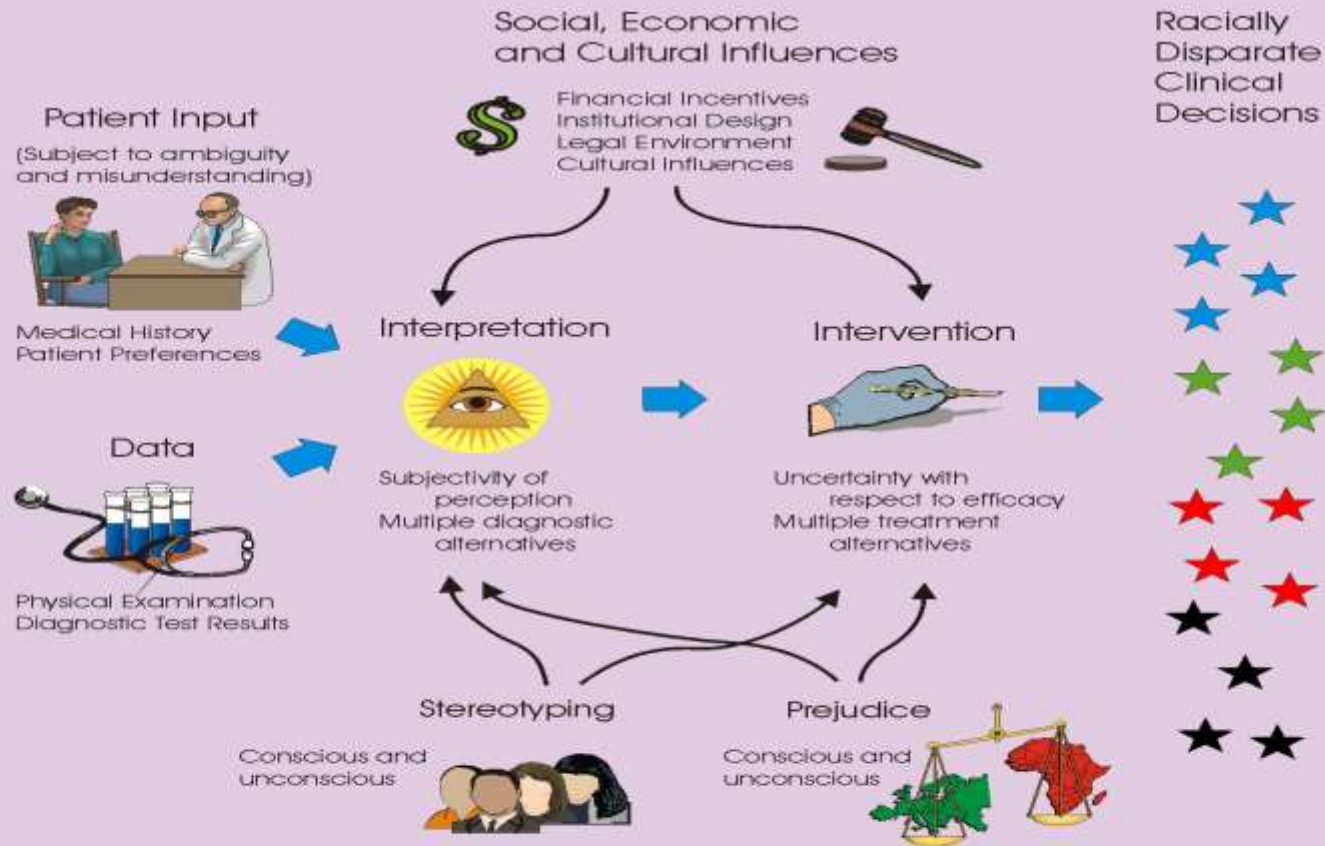 Social, Economic
and Cultural Influences
Financial Incentives
Institutional Design
Legal Environment
Cultural Influences
Racially
Disparate
Clinical
Decisions
Patient Input
(Subject to ambiguity
and misunderstanding)
Medical History
Patient Preferences
Data
Physical Examination
Diagnostic Test Results
Interpretation
Subjectivity of
perception
Multiple diagnostic
alternatives
Intervention
Uncertainty with
respect to efficacy
Multiple treatment
alternatives
Stereotyping
Conscious and
unconscious
Prejudice
Conscious and
unconscious